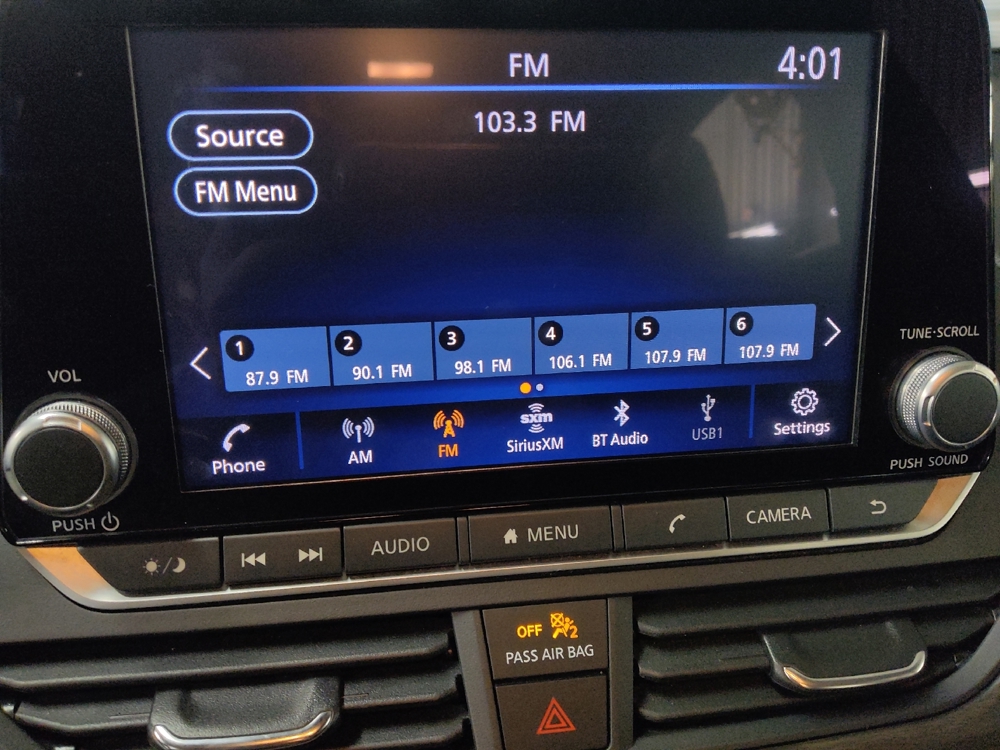 FM
4:01
Source
103.3 FM
FM Menu
1
87.9 FM
2
90.1 FM
3
98.1 FM
4
106.1 FM
5
107.9 FM
6
107.9 FM
TUNE·SCROLL
VOL
Phone
AM
FM
sxm
SiriusXM
BT Audio
USB1
Settings
PUSH SOUND
PUSH
AUDIO
MENU
CAMERA
OFF
2
PASS AIR BAG